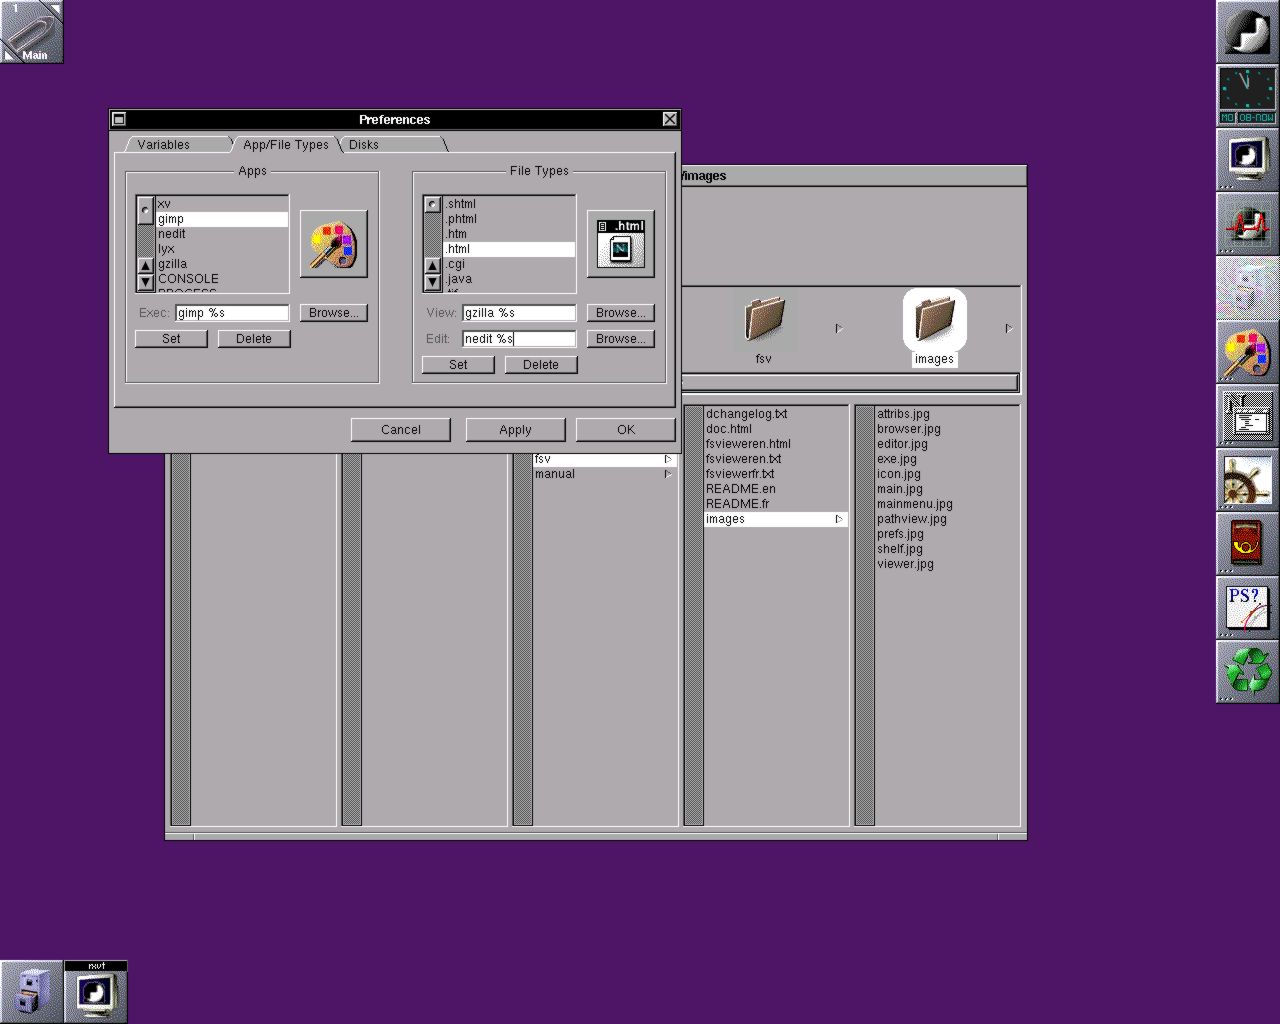 1
Main
Preferences
Variables
App/File Types
Disks
Apps
xv
gimp
nedit
lyx
gzilla
CONSOLE
Exec:
gimp %s
Browse...
Set
Delete
File Types
.shtml
.phtml
.htm
.html
.cgi
.java
.html
N
View:
gzilla %s
Browse...
Edit:
nedit %s
Browse...
Set
Delete
Cancel
Apply
OK
/images
fsv
images
fsv
manual
dchangelog.txt
doc.html
fsvieweren.html
fsvieweren.txt
fsviewerfr.txt
README.en
README.fr
images
attribs.jpg
browser.jpg
editor.jpg
exe.jpg
icon.jpg
main.jpg
mainmenu.jpg
pathview.jpg
prefs.jpg
shelf.jpg
viewer.jpg
MO 08-NOV
N
PS?
rxvt